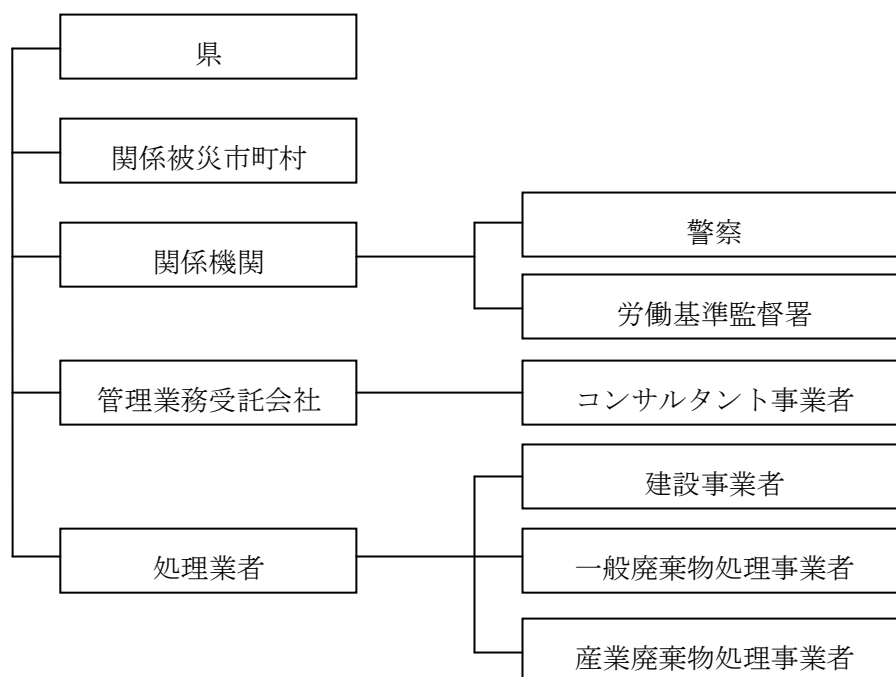 県
関係被災市町村
関係機関
警察
労働基準監督署
管理業務受託会社
コンサルタント事業者
処理業者
建設事業者
一般廃棄物処理事業者
産業廃棄物処理事業者